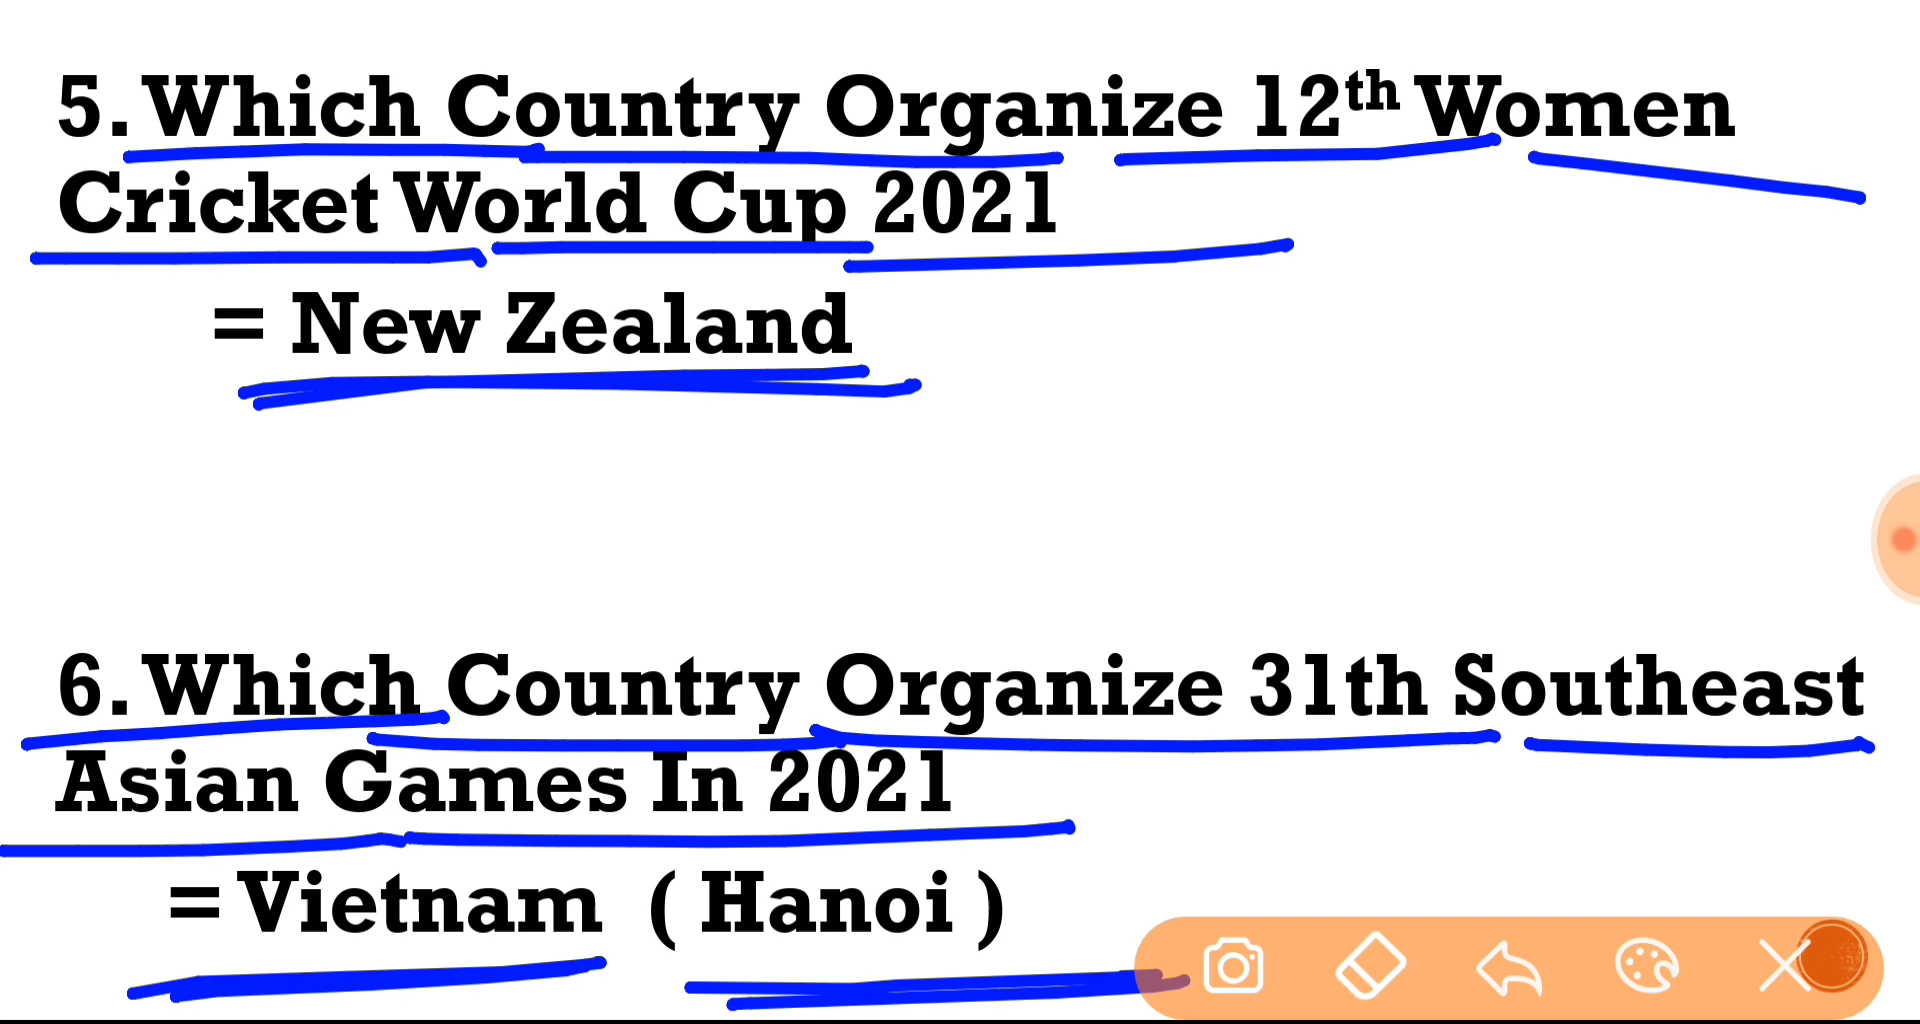 5. Which Country Organize 12th Women
Cricket World Cup 2021
= New Zealand
6. Which Country Organize 31th Southeast
Asian Games In 2021
= Vietnam ( Hanoi )